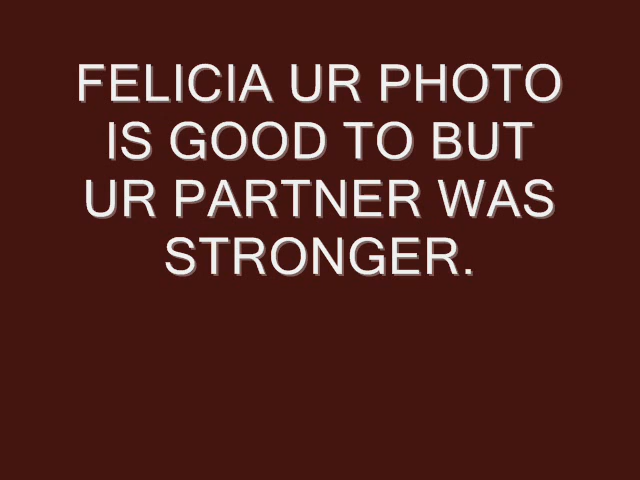 FELICIA UR PHOTO
IS GOOD TO BUT
UR PARTNER WAS
STRONGER.